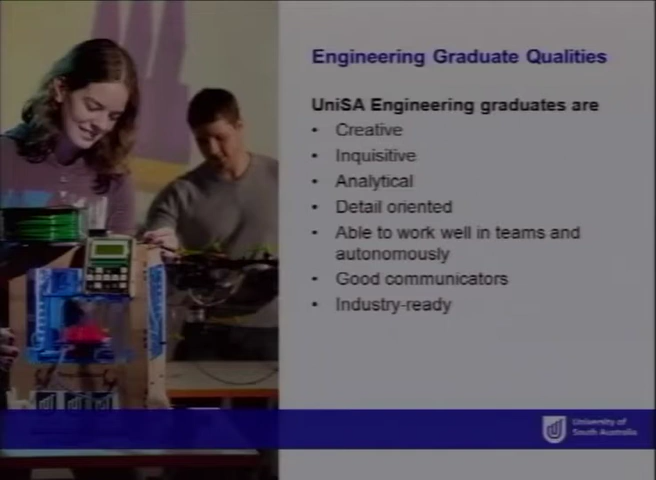 Engineering Graduate Qualities
UniSA Engineering graduates are
• Creative
• Inquisitive
• Analytical
• Detail oriented
• Able to work well in teams and
autonomously
• Good communicators
• Industry-ready
University of
South Australia